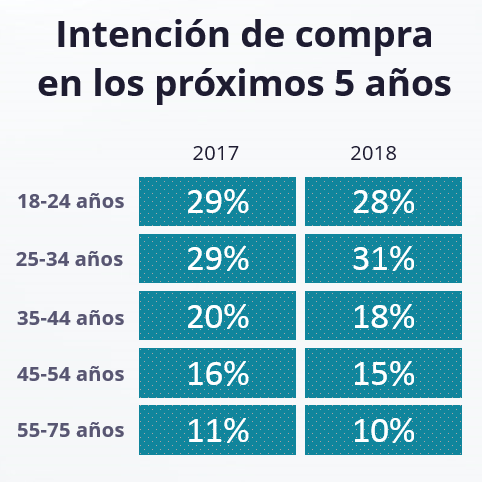 Intención de compra
en los próximos 5 años
2017 2018
18-24 años 29% 28%
25-34 años 29% 31%
35-44 años 20% 18%
45-54 años 16% 15%
55-75 años 11% 10%